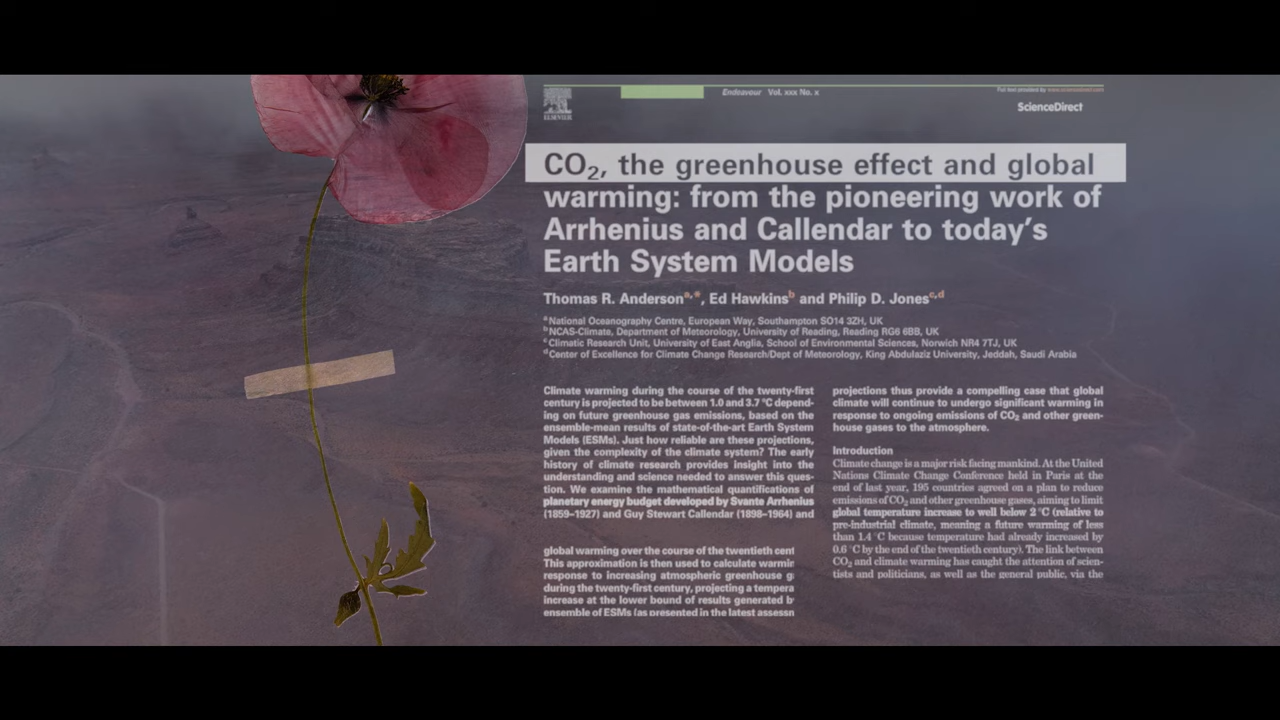 ELSEVIER
Endeavour Vol. xxx No. x
Full text provided by www.sciencedirect.com
ScienceDirect
CO₂, the greenhouse effect and global
warming: from the pioneering work of
Arrhenius and Callendar to today's
Earth System Models
Thomas R. Andersonᵃ,*, Ed Hawkinsᵇ and Philip D. Jonesᶜ,ᵈ
ᵃNational Oceanography Centre, European Way, Southampton SO14 3ZH, UK
ᵇNCAS-Climate, Department of Meteorology, University of Reading, Reading RG6 6BB, UK
ᶜClimatic Research Unit, University of East Anglia, School of Environmental Sciences, Norwich NR4 7TJ, UK
ᵈCenter of Excellence for Climate Change Research/Dept of Meteorology, King Abdulaziz University, Jeddah, Saudi Arabia
Climate warming during the course of the twenty-first
century is projected to be between 1.0 and 3.7 °C depend-
ing on future greenhouse gas emissions, based on the
ensemble-mean results of state-of-the-art Earth System
Models (ESMs). Just how reliable are these projections,
given the complexity of the climate system? The early
history of climate research provides insight into the
understanding and science needed to answer this ques-
tion. We examine the mathematical quantifications of
planetary energy budget developed by Svante Arrhenius
(1859–1927) and Guy Stewart Callendar (1898–1964) and
global warming over the course of the twentieth cent
This approximation is then used to calculate warmin
response to increasing atmospheric greenhouse g
during the twenty-first century, projecting a tempera
increase at the lower bound of results generated b
ensemble of ESMs (as presented in the latest assessn
projections thus provide a compelling case that global
climate will continue to undergo significant warming in
response to ongoing emissions of CO₂ and other green-
house gases to the atmosphere.
Introduction
Climate change is a major risk facing mankind. At the United
Nations Climate Change Conference held in Paris at the
end of last year, 195 countries agreed on a plan to reduce
emissions of CO₂ and other greenhouse gases, aiming to limit
global temperature increase to well below 2 °C (relative to
pre-industrial climate, meaning a future warming of less
than 1.4 °C because temperature had already increased by
0.6 °C by the end of the twentieth century). The link between
CO₂ and climate warming has caught the attention of scien-
tists and politicians, as well as the general public, via the